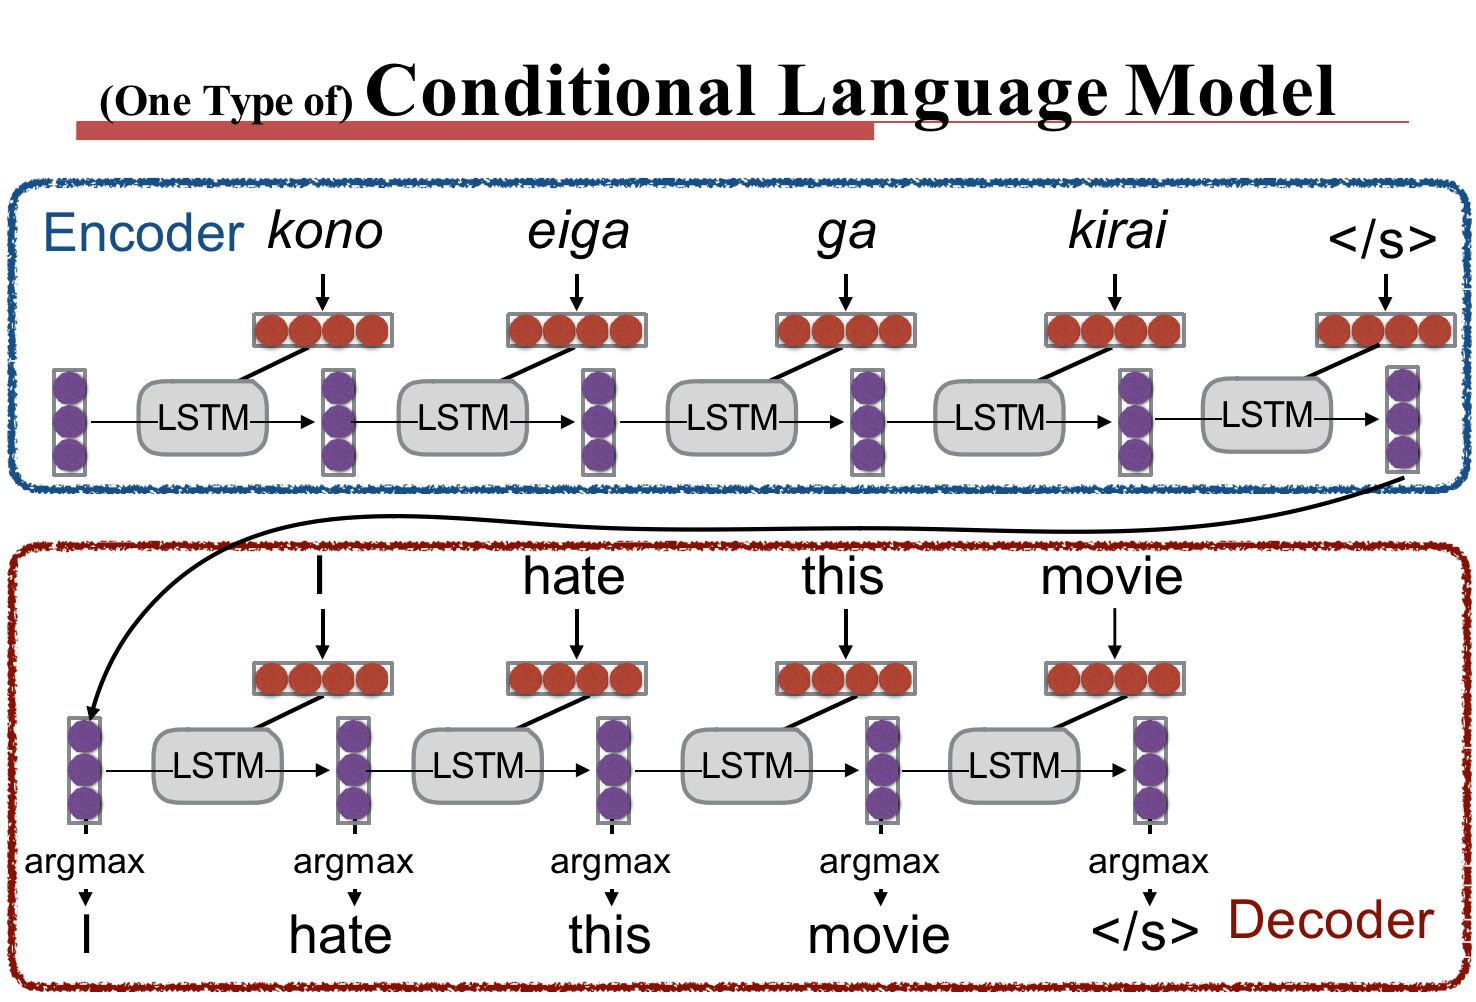 (One Type of) Conditional Language Model
Encoder kono eiga ga kirai </s>
LSTM LSTM LSTM LSTM LSTM
I hate this movie
LSTM LSTM LSTM LSTM
argmax argmax argmax argmax argmax
I hate this movie </s> Decoder